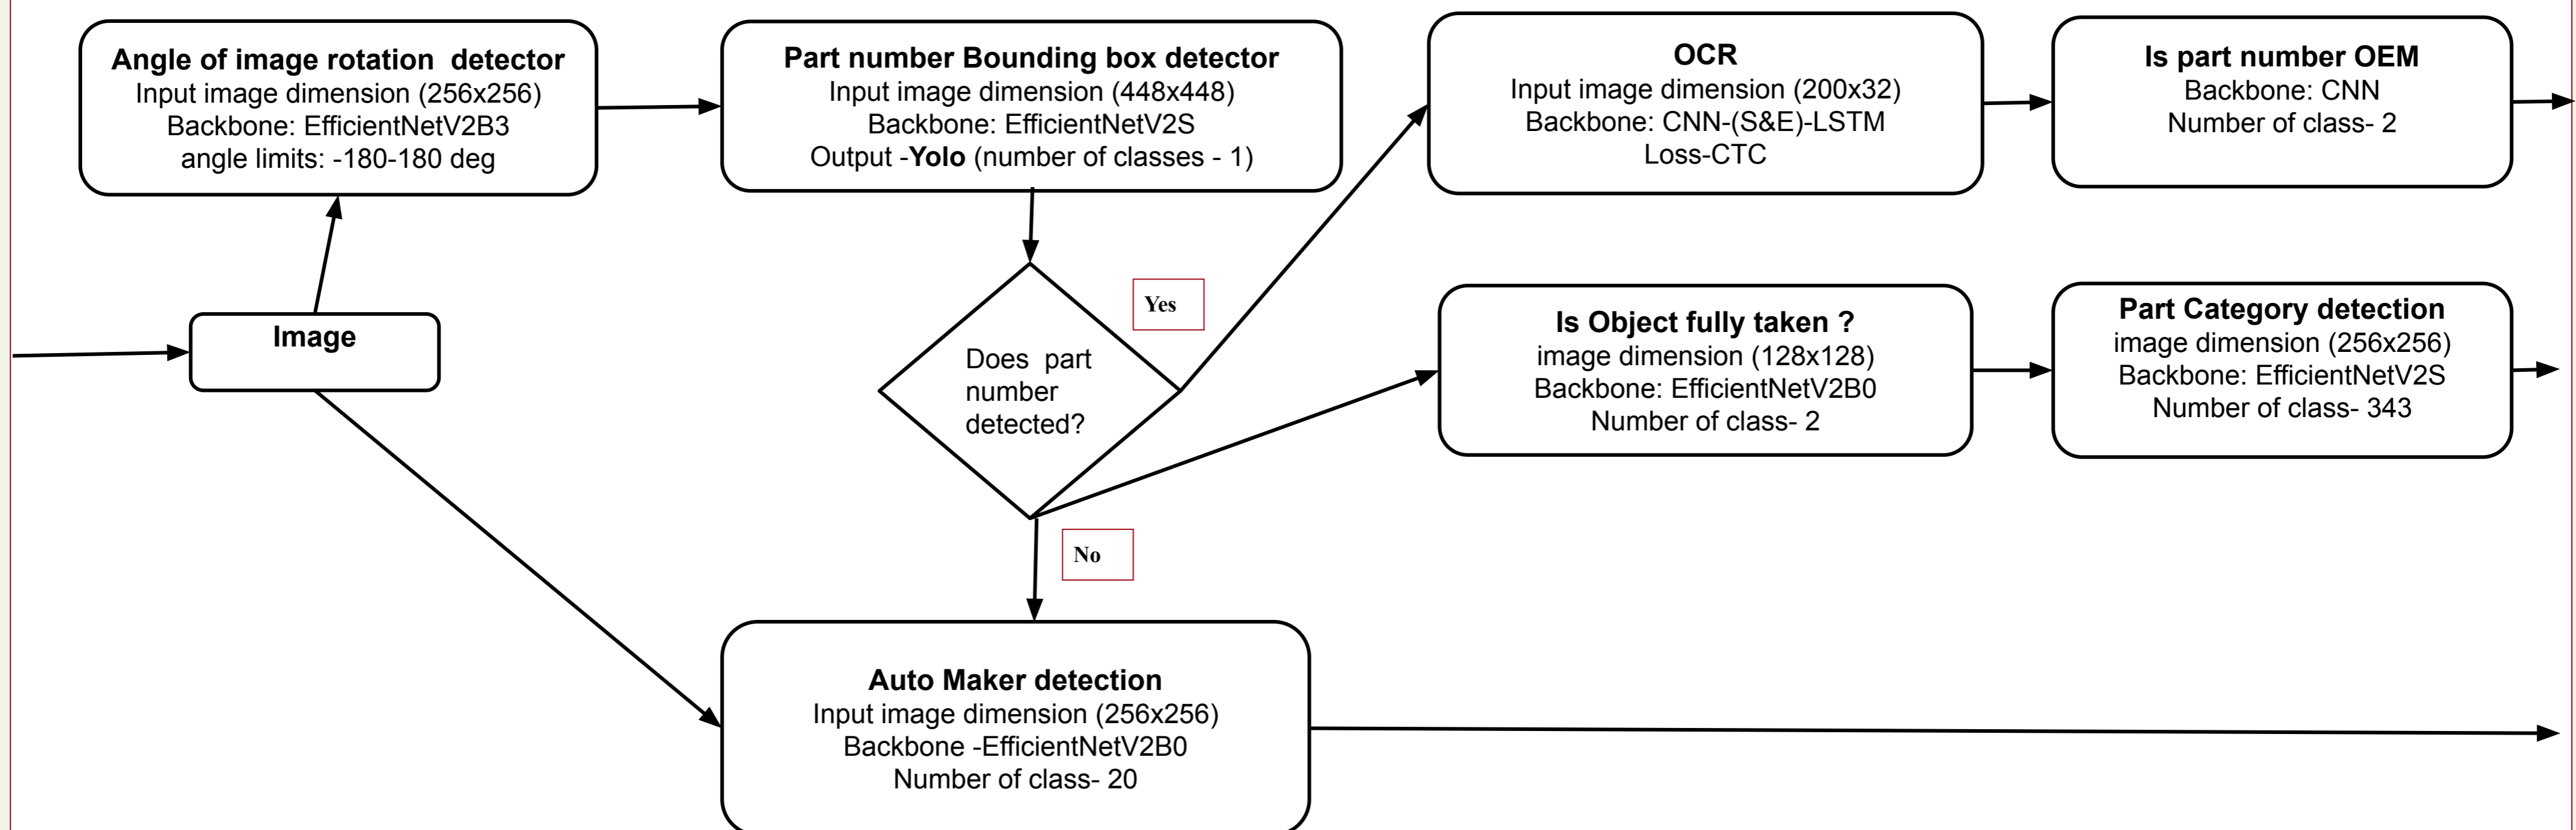 Angle of image rotation detector
Input image dimension (256x256)
Backbone: EfficientNetV2B3
angle limits: -180-180 deg
Part number Bounding box detector
Input image dimension (448x448)
Backbone: EfficientNetV2S
Output -Yolo (number of classes - 1)
OCR
Input image dimension (200x32)
Backbone: CNN-(S&E)-LSTM
Loss-CTC
Is part number OEM
Backbone: CNN
Number of class- 2
Image
Does part
number
detected?
Yes
Is Object fully taken ?
image dimension (128x128)
Backbone: EfficientNetV2B0
Number of class- 2
Part Category detection
image dimension (256x256)
Backbone: EfficientNetV2S
Number of class- 343
No
Auto Maker detection
Input image dimension (256x256)
Backbone -EfficientNetV2B0
Number of class- 20